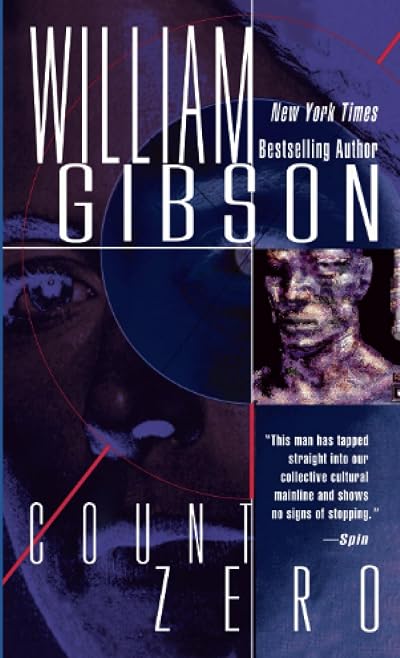 WILLIAM
GIBSON
New York Times
Bestselling Author
"This man has tapped
straight into our
collective cultural
mainline and shows
no signs of stopping."
—Spin
COUNT
ZERO